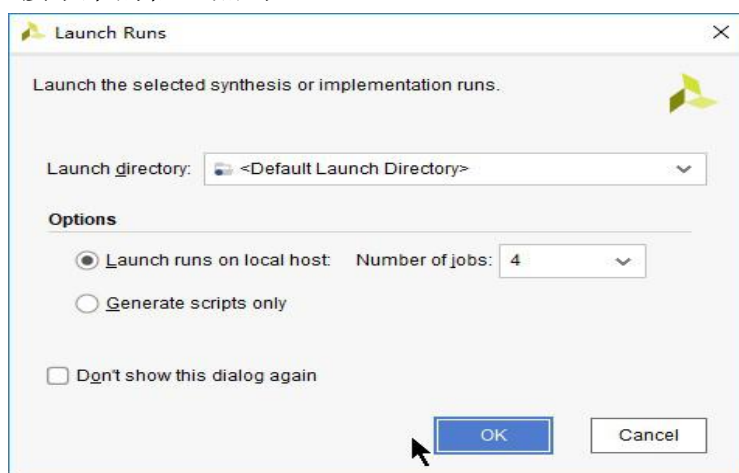 Launch Runs
Launch the selected synthesis or implementation runs.
Launch directory: <Default Launch Directory>
Options
Launch runs on local host: Number of jobs: 4
Generate scripts only
Don't show this dialog again
OK Cancel